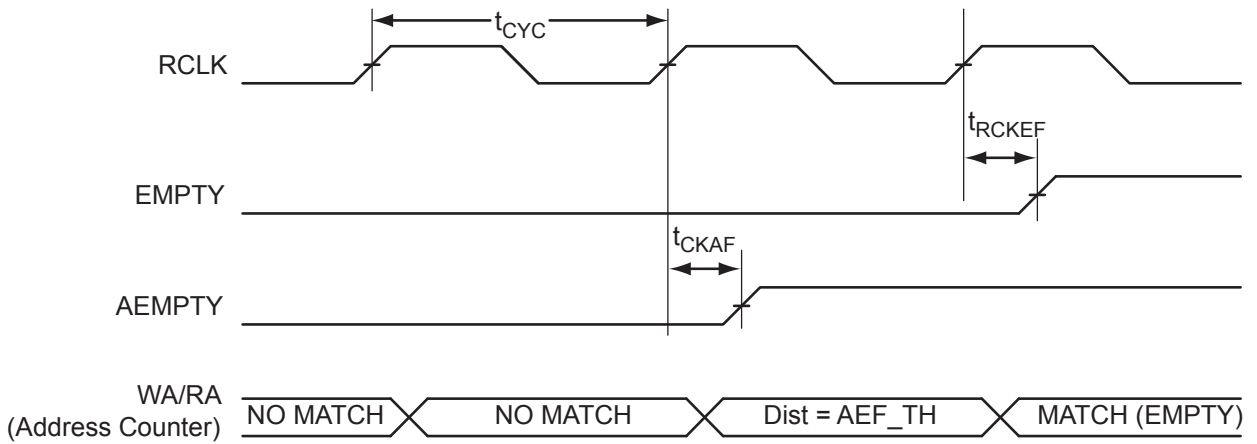 tCYC
RCLK
tRCKEF
EMPTY
tCKAF
AEMPTY
WA/RA
(Address Counter)
NO MATCH
NO MATCH
Dist = AEF_TH
MATCH (EMPTY)